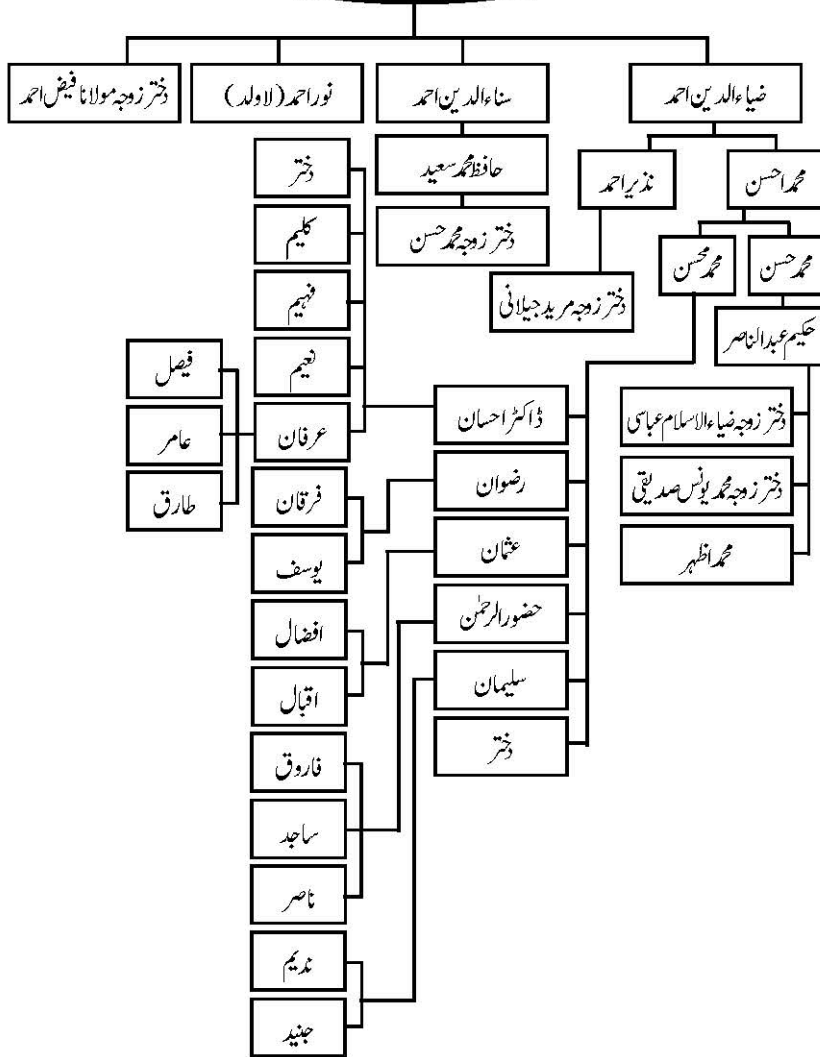 ضیاءالدین احمد
سناءالدین احمد
نور احمد (لاولد)
دختر زوجہ مولانا فیض احمد
محمد احسن
نذیر احمد
حافظ محمد سعید
دختر
محمد حسن
محمد محسن
دختر زوجہ محمد حسن
کلیم
دختر زوجہ مرید جیلانی
فہیم
حکیم عبدالناصر
نعیم
فیصل
دختر زوجہ ضیاءالاسلام عباسی
ڈاکٹر احسان
عرفان
عامر
دختر زوجہ محمد یونس صدیقی
رضوان
فرقان
طارق
محمد اظہر
عثمان
یوسف
حضورالرحمٰن
افضال
سلیمان
اقبال
دختر
فاروق
ساجد
ناصر
ندیم
جنید